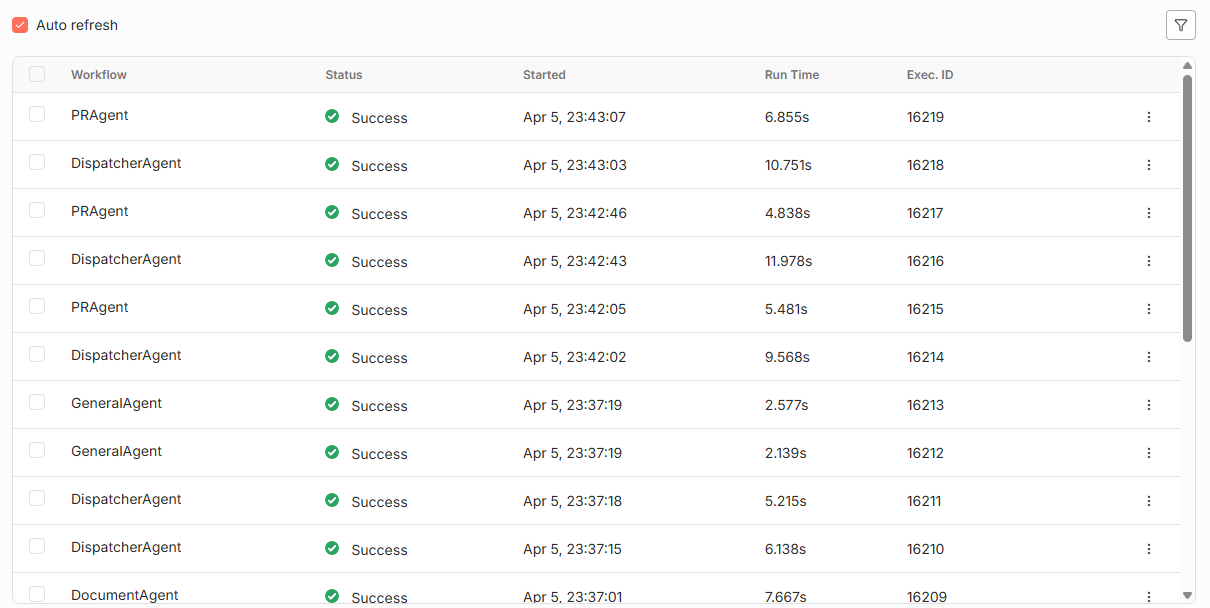 Auto refresh
Workflow Status Started Run Time Exec. ID
PRAgent Success Apr 5, 23:43:07 6.855s 16219
DispatcherAgent Success Apr 5, 23:43:03 10.751s 16218
PRAgent Success Apr 5, 23:42:46 4.838s 16217
DispatcherAgent Success Apr 5, 23:42:43 11.978s 16216
PRAgent Success Apr 5, 23:42:05 5.481s 16215
DispatcherAgent Success Apr 5, 23:42:02 9.568s 16214
GeneralAgent Success Apr 5, 23:37:19 2.577s 16213
GeneralAgent Success Apr 5, 23:37:19 2.139s 16212
DispatcherAgent Success Apr 5, 23:37:18 5.215s 16211
DispatcherAgent Success Apr 5, 23:37:15 6.138s 16210
DocumentAgent Success Apr 5, 23:37:01 7.667s 16209